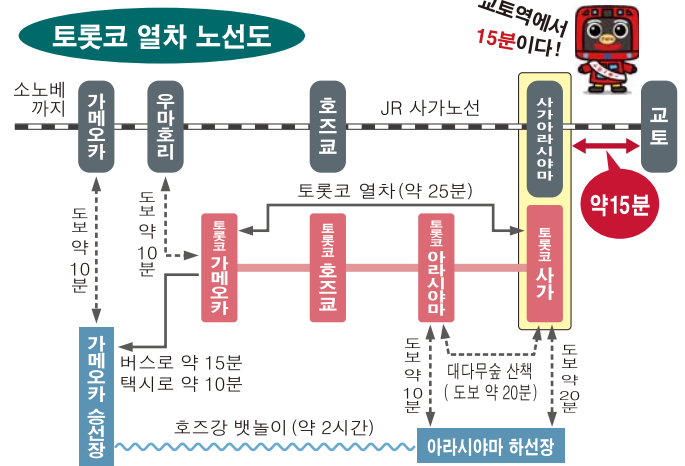 토롯코 열차 노선도
교토역에서
15분이다!
소노베
까지
가메오카
우마호리
호즈쿄
JR 사가노선
사가아라시야마
교토
약15분
토롯코 열차(약 25분)
도보 약
10분
도보 약
10분
토롯코 가메오카
토롯코 호즈쿄
토롯코 아라시야마
토롯코 사가
버스로 약 15분
택시로 약 10분
가메오카 승선장
도보 약
10분
대다무숲 산책
( 도보 약 20분)
도보 약
20분
호즈강 뱃놀이(약 2시간)
아라시야마 하선장